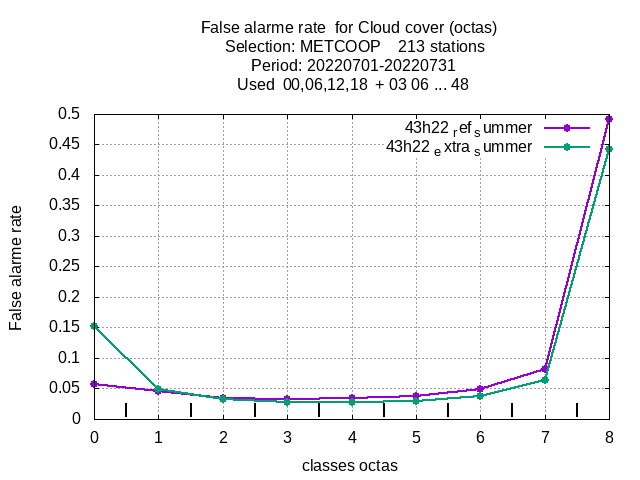 False alarme rate  for Cloud cover (octas)
Selection: METCOOP    213 stations
Period: 20220701-20220731
Used  00,06,12,18  + 03 06 ... 48
43h22 ref summer
43h22 extra summer
False alarme rate
0.5
0.45
0.4
0.35
0.3
0.25
0.2
0.15
0.1
0.05
0
0 1 2 3 4 5 6 7 8
classes octas